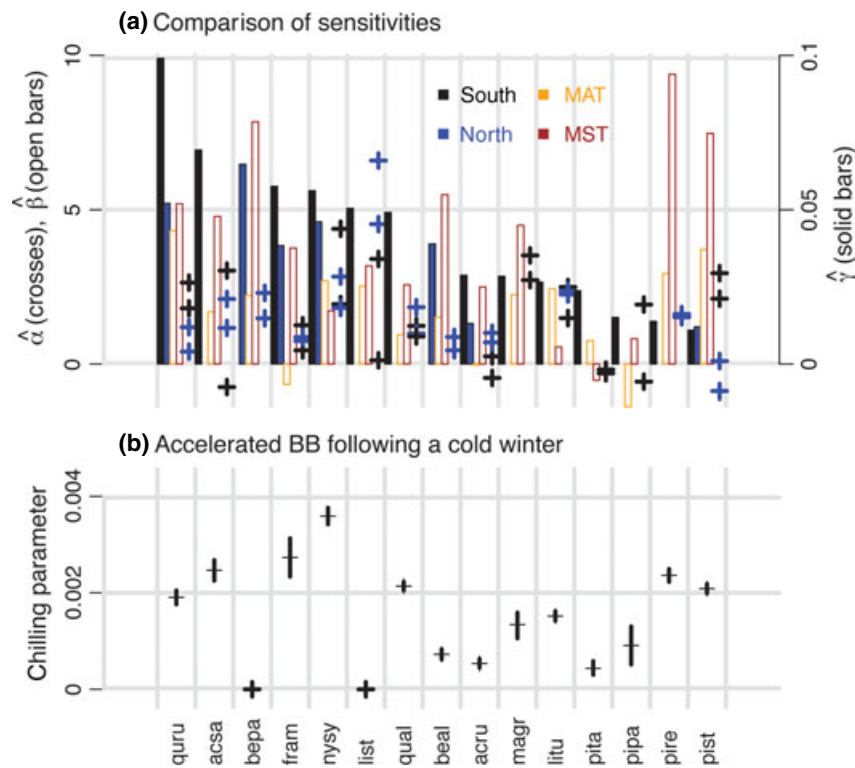 (a) Comparison of sensitivities
10
5
0
α̂ (crosses), β̂ (open bars)
0.1
0.05
0
γ̂ (solid bars)
South
MAT
North
MST
(b) Accelerated BB following a cold winter
0.004
0.002
0
Chilling parameter
quru
acsa
bepa
fram
nysy
list
qual
beal
acru
magr
litu
pita
pipa
pire
pist